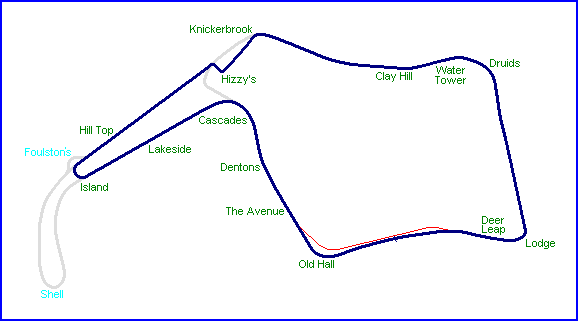 Knickerbrook
Hizzy's
Clay Hill
Water
Tower
Druids
Cascades
Hill Top
Lakeside
Foulston's
Island
Dentons
The Avenue
Deer
Leap
Lodge
Old Hall
Shell